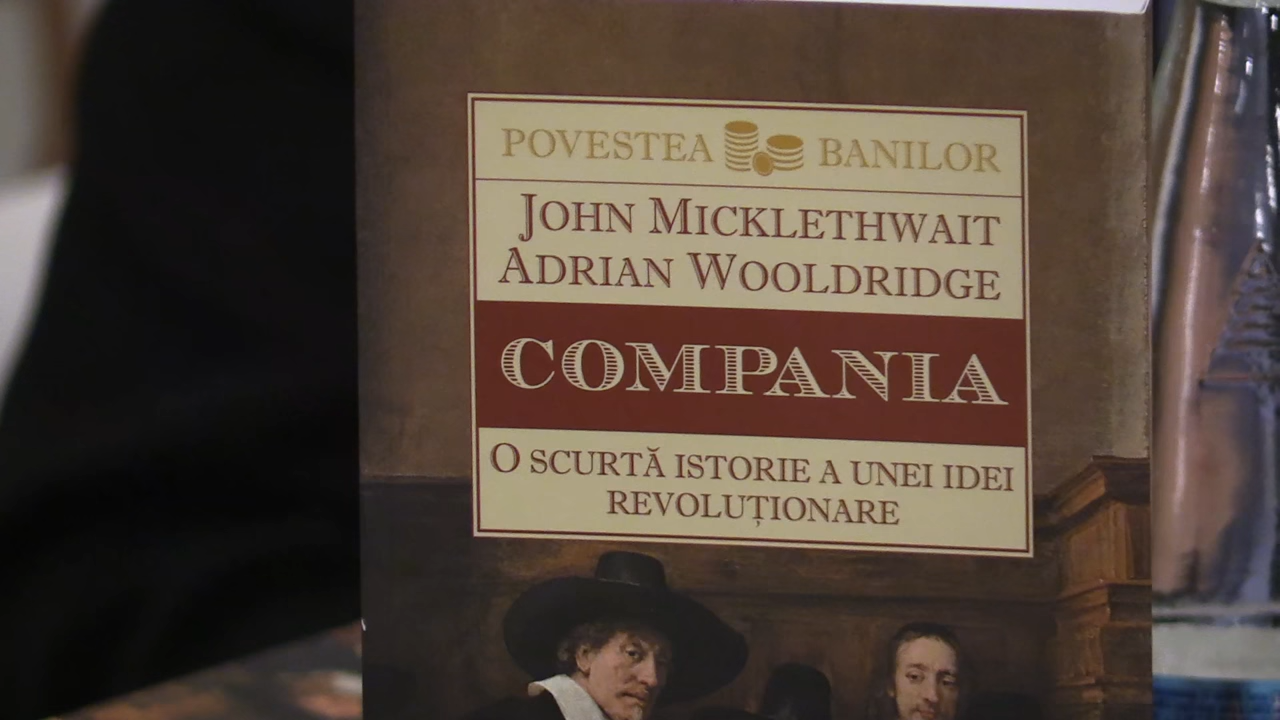 POVESTEA BANILOR
JOHN MICKLETHWAIT
ADRIAN WOOLDRIDGE
COMPANIA
O SCURTĂ ISTORIE A UNEI IDEI
REVOLUȚIONARE